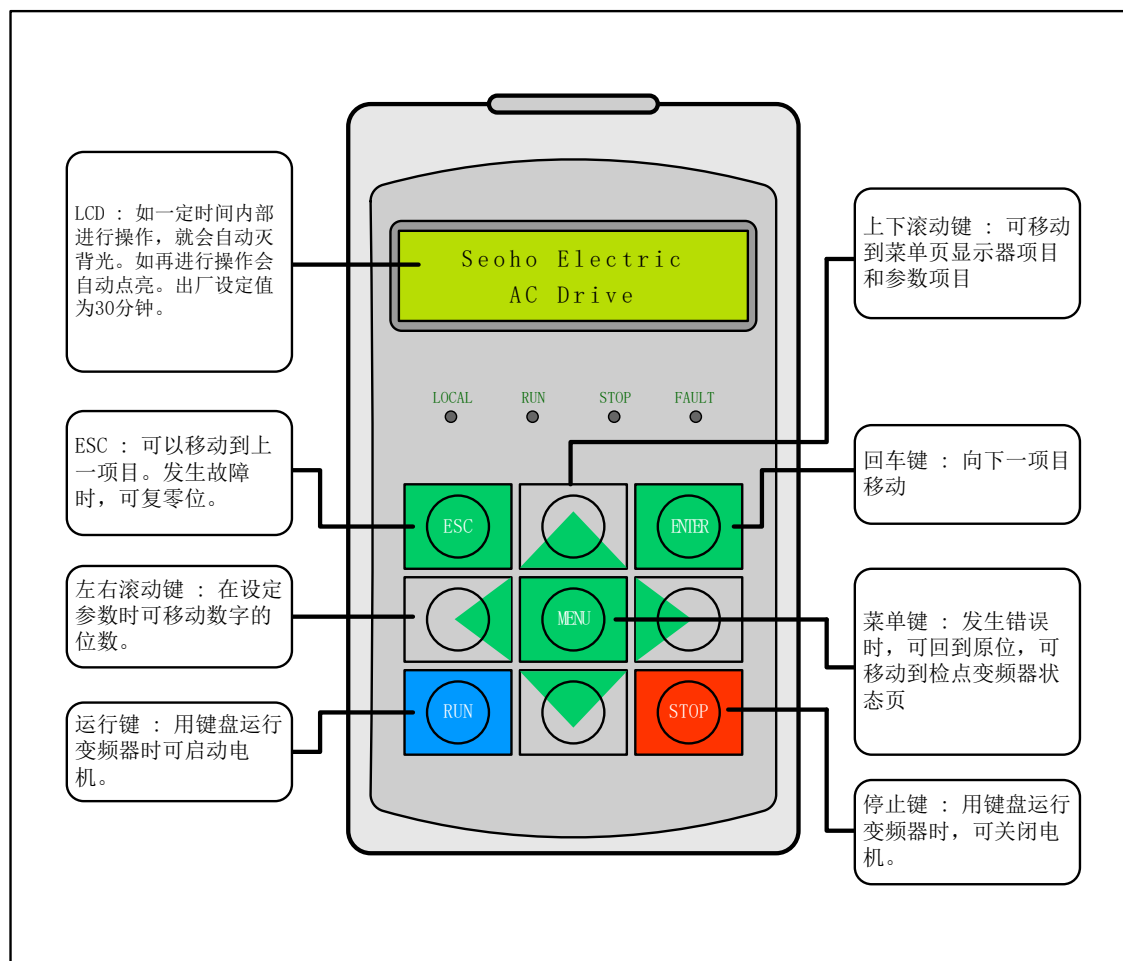 LCD : 如一定时间内部
进行操作，就会自动灭
背光。如再进行操作会
自动点亮。出厂设定值
为30分钟。
ESC : 可以移动到上
一项目。发生故障
时，可复零位。
左右滚动键 : 在设定
参数时可移动数字的
位数。
运行键 : 用键盘运行
变频器时可启动电
机。
Seoho Electric
AC Drive
LOCAL RUN STOP FAULT
ESC ENTER
MENU
RUN STOP
上下滚动键 : 可移动
到菜单页显示器项目
和参数项目
回车键 : 向下一项目
移动
菜单键 : 发生错误
时，可回到原位，可
移动到检点变频器状
态页
停止键 : 用键盘运行
变频器时，可关闭电
机。